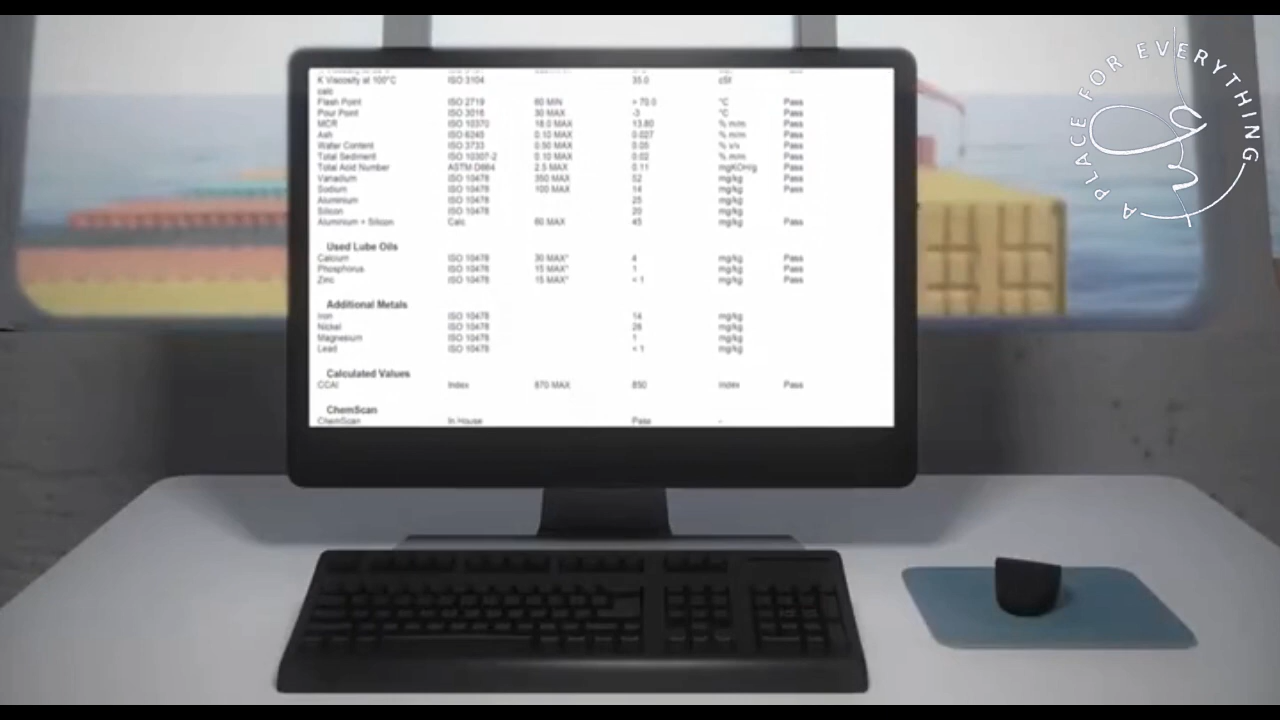 K Viscosity at 100°C ISO 3104 35.0 cSt
calc
Flash Point ISO 2719 60 MIN > 70.0 °C Pass
Pour Point ISO 3016 30 MAX -3 °C Pass
MCR ISO 10370 18.0 MAX 13.80 % m/m Pass
Ash ISO 6245 0.10 MAX 0.027 % m/m Pass
Water Content ISO 3733 0.50 MAX 0.05 % v/v Pass
Total Sediment ISO 10307-2 0.10 MAX 0.02 % m/m Pass
Total Acid Number ASTM D664 2.5 MAX 0.11 mgKOH/g Pass
Vanadium ISO 10478 350 MAX 52 mg/kg Pass
Sodium ISO 10478 100 MAX 14 mg/kg Pass
Aluminium ISO 10478 25 mg/kg
Silicon ISO 10478 20 mg/kg
Aluminium + Silicon Calc 60 MAX 45 mg/kg Pass
Used Lube Oils
Calcium ISO 10478 30 MAX* 4 mg/kg Pass
Phosphorus ISO 10478 15 MAX* 1 mg/kg Pass
Zinc ISO 10478 15 MAX* < 1 mg/kg Pass
Additional Metals
Iron ISO 10478 14 mg/kg
Nickel ISO 10478 28 mg/kg
Magnesium ISO 10478 1 mg/kg
Lead ISO 10478 < 1 mg/kg
Calculated Values
CCAI Index 870 MAX 850 Index Pass
ChemScan
ChemScan In House Pass -
A PLACE FOR EVERYTHING